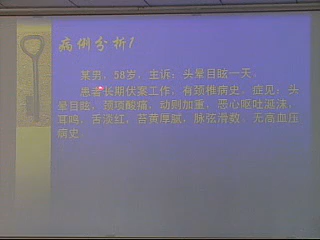 病例分析1
某男，58岁，主诉：头晕目眩一天。
患者长期伏案工作，有颈椎病史，症见：头
晕目眩，颈项酸痛，动则加重，恶心呕吐涎沫，
耳鸣，舌淡红，苔黄厚腻，脉弦滑数，无高血压
病史。